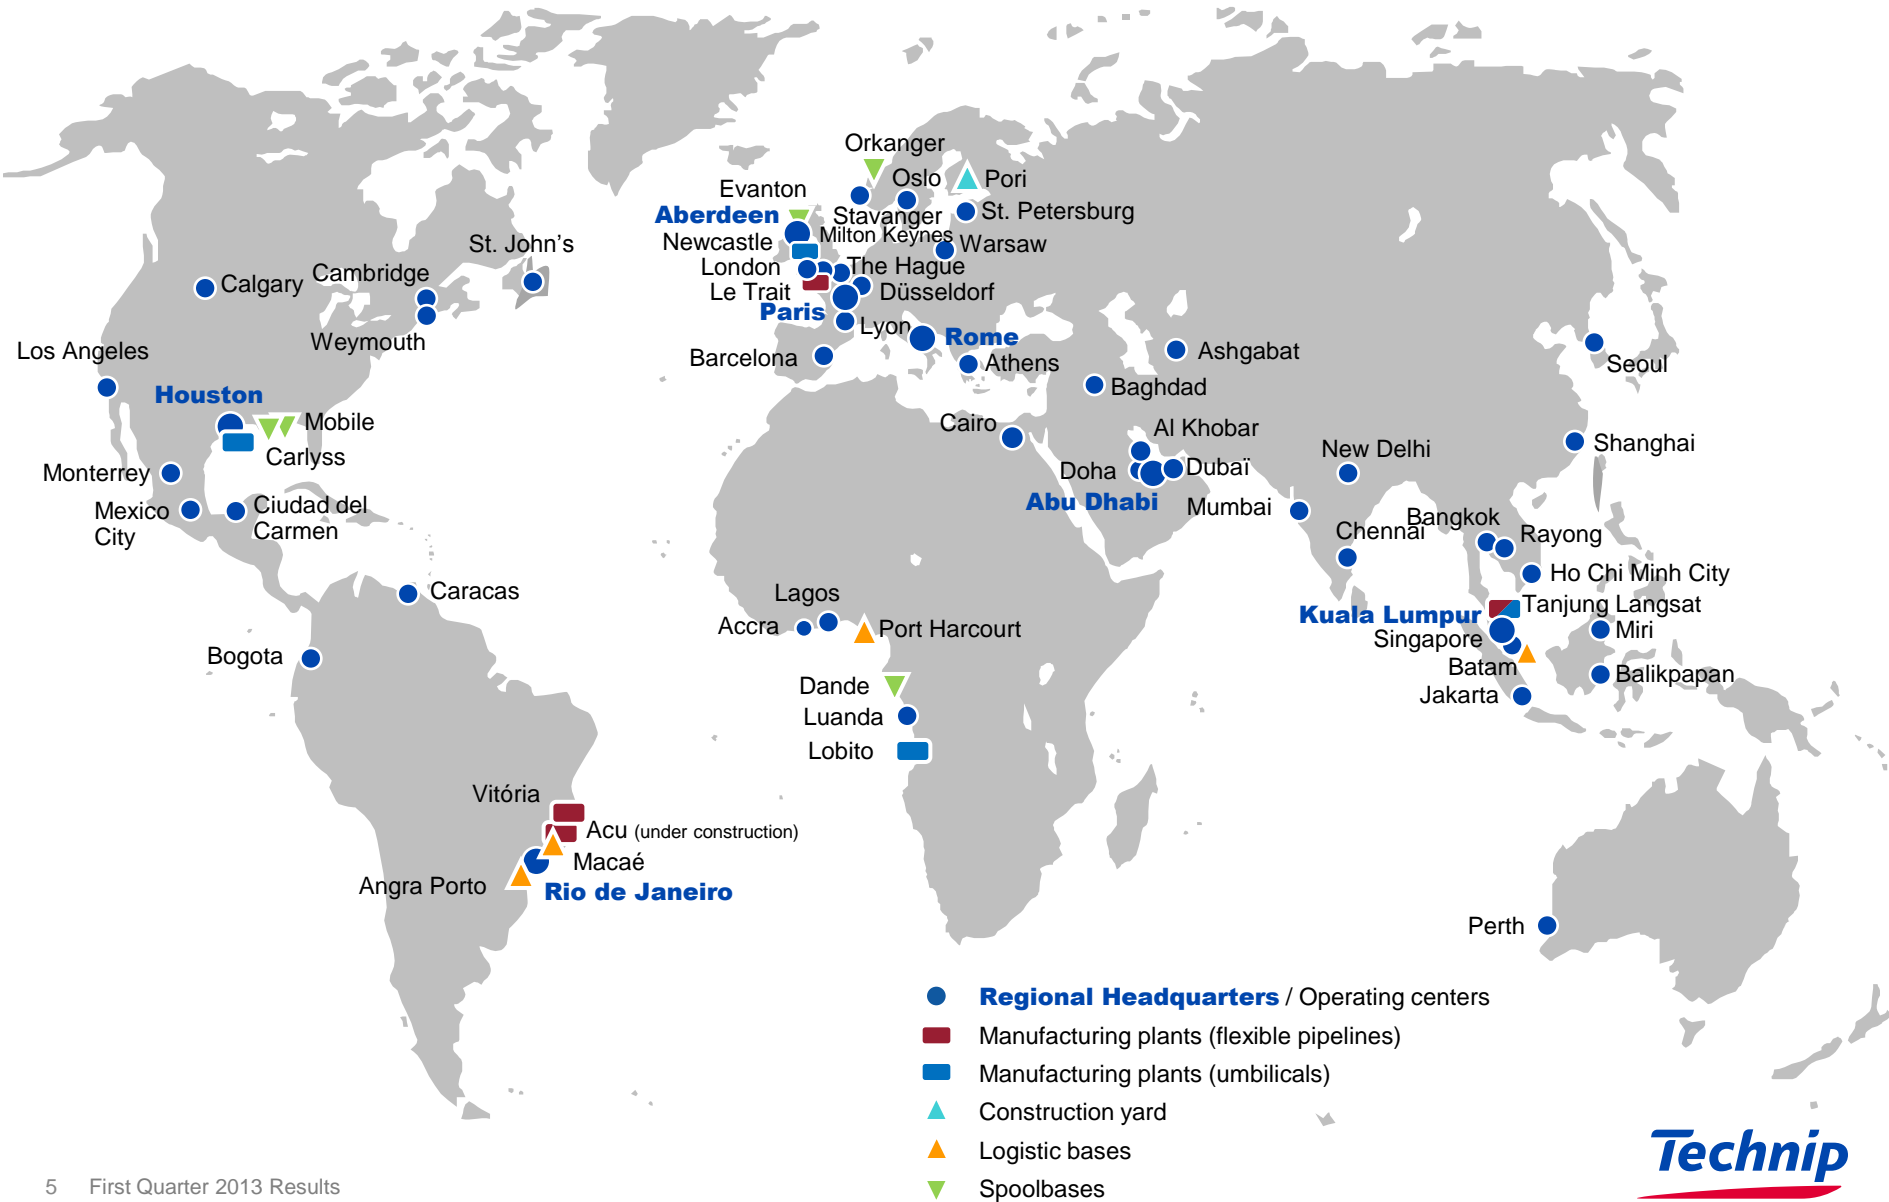 Orkanger
Oslo
Pori
Evanton
Aberdeen
Stavanger
St. Petersburg
Milton Keynes
Newcastle
Warsaw
St. John’s
London
The Hague
Calgary
Cambridge
Le Trait
Düsseldorf
Paris
Lyon
Rome
Weymouth
Los Angeles
Barcelona
Athens
Ashgabat
Seoul
Houston
Baghdad
Mobile
Cairo
Al Khobar
Carlyss
New Delhi
Shanghai
Monterrey
Doha
Dubaï
Abu Dhabi
Mumbai
Mexico
City
Ciudad del
Carmen
Bangkok
Chennai
Rayong
Ho Chi Minh City
Caracas
Lagos
Tanjung Langsat
Kuala Lumpur
Accra
Port Harcourt
Miri
Singapore
Bogota
Batam
Balikpapan
Dande
Jakarta
Luanda
Lobito
Vitória
Acu (under construction)
Macaé
Angra Porto
Rio de Janeiro
Perth
Regional Headquarters / Operating centers
Manufacturing plants (flexible pipelines)
Manufacturing plants (umbilicals)
Construction yard
Logistic bases
Spoolbases
Technip
5 First Quarter 2013 Results